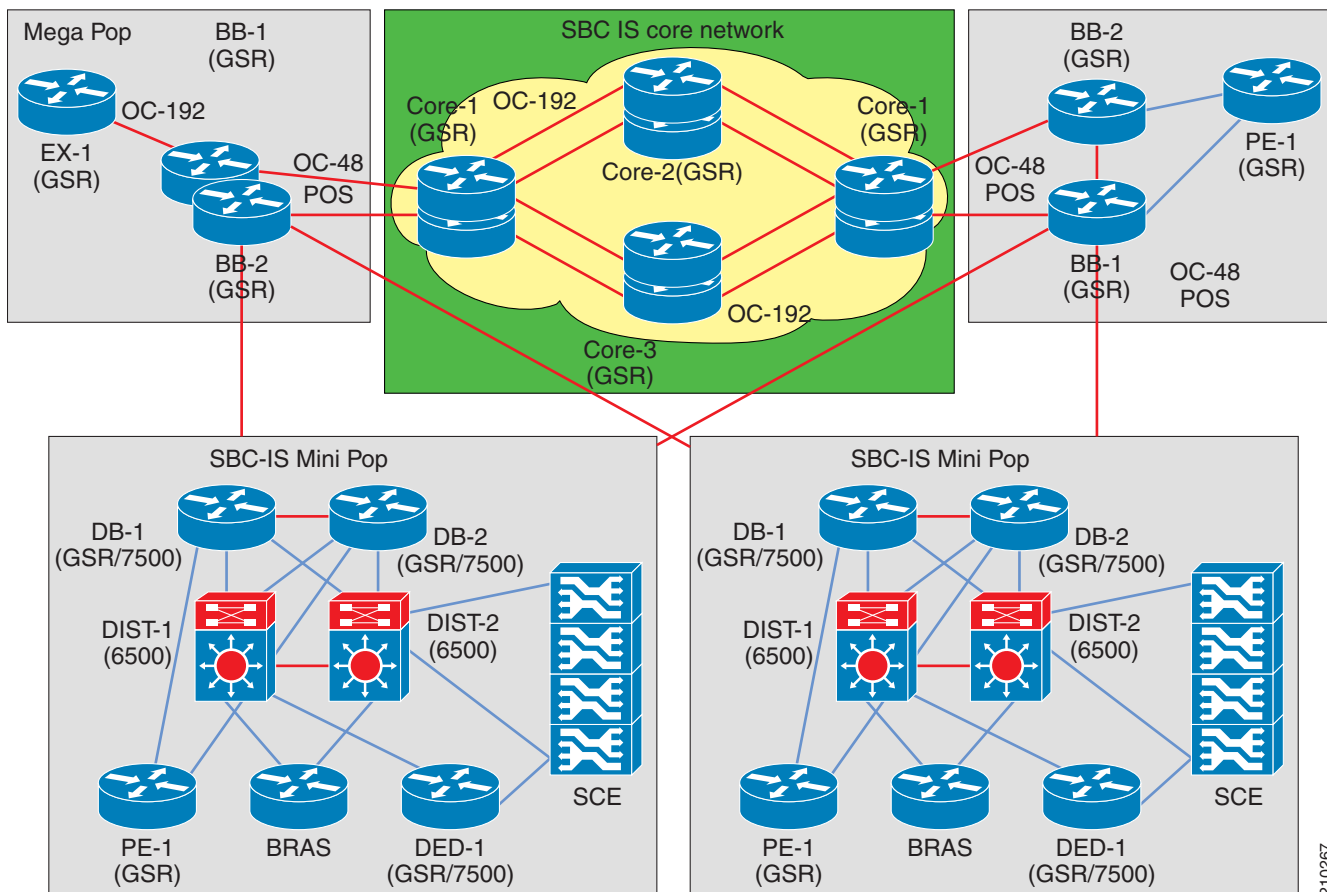 Mega Pop
BB-1
(GSR)
OC-192
EX-1
(GSR)
OC-48
POS
BB-2
(GSR)
SBC IS core network
Core-1
(GSR)
OC-192
Core-2(GSR)
Core-1
(GSR)
OC-192
Core-3
(GSR)
BB-2
(GSR)
PE-1
(GSR)
OC-48
POS
BB-1
(GSR)
OC-48
POS
SBC-IS Mini Pop
DB-1
(GSR/7500)
DB-2
(GSR/7500)
DIST-1
(6500)
DIST-2
(6500)
SCE
PE-1
(GSR)
BRAS
DED-1
(GSR/7500)
SBC-IS Mini Pop
DB-1
(GSR/7500)
DB-2
(GSR/7500)
DIST-1
(6500)
DIST-2
(6500)
SCE
PE-1
(GSR)
BRAS
DED-1
(GSR/7500)